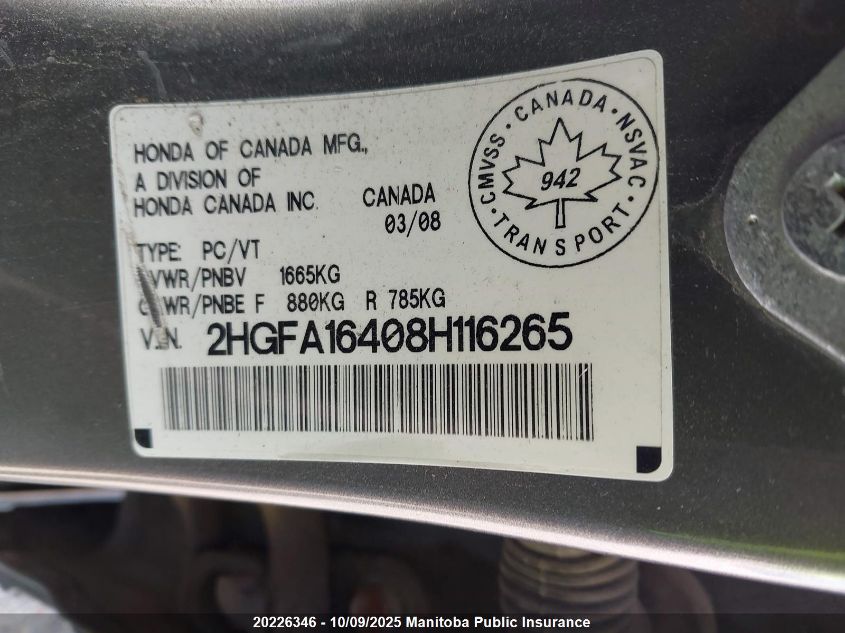 HONDA OF CANADA MFG.,
A DIVISION OF
HONDA CANADA INC. CANADA
03/08
TYPE: PC/VT
VWR/PNBV 1665KG
WR/PNBE F 880KG R 785KG
V.I.N. 2HGFA16408H116265
CMVSS · CANADA · NSVAC
942
· TRANSPORT ·
20226346 - 10/09/2025 Manitoba Public Insurance